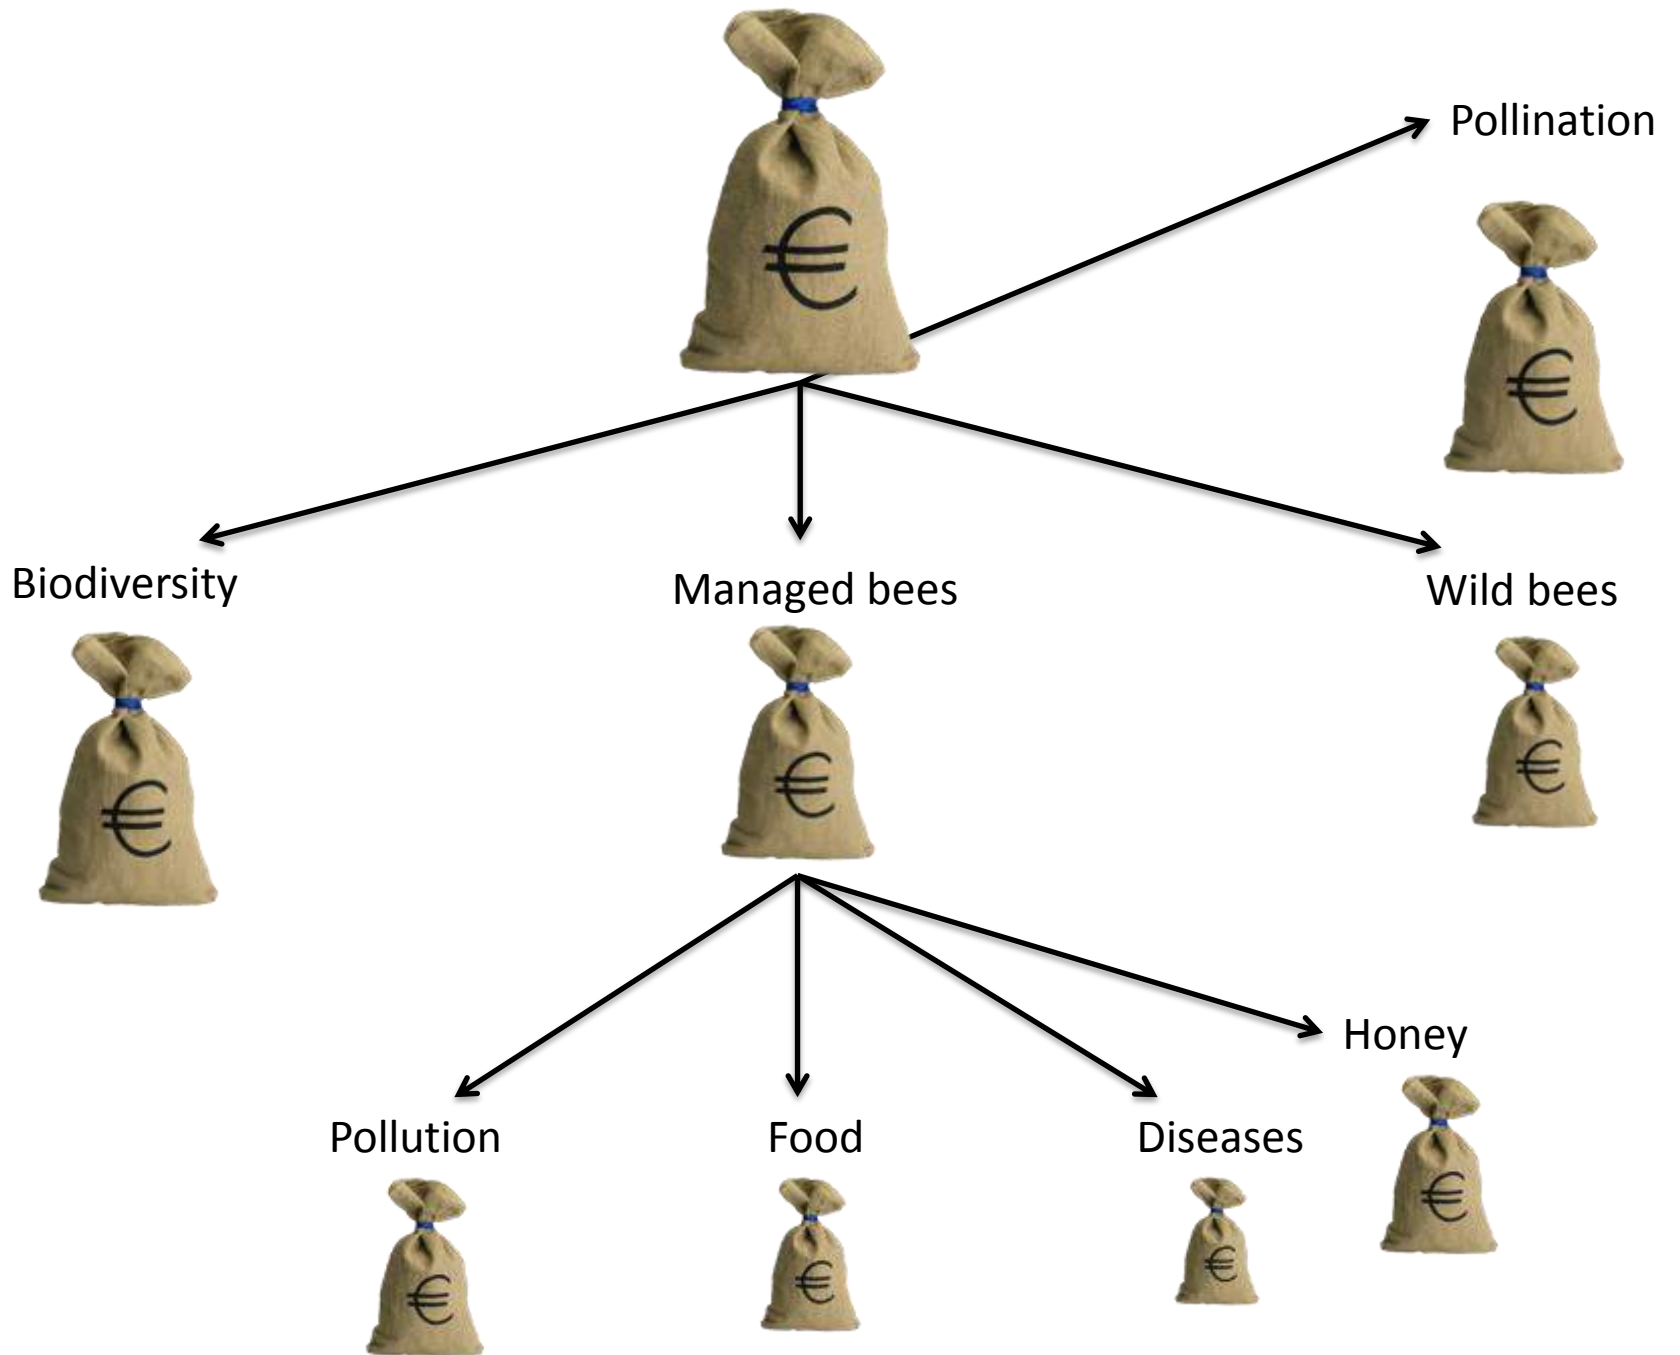 €
Pollination
€
Biodiversity
Managed bees
Wild bees
€
€
€
Honey
Pollution
Food
Diseases
€
€
€
€